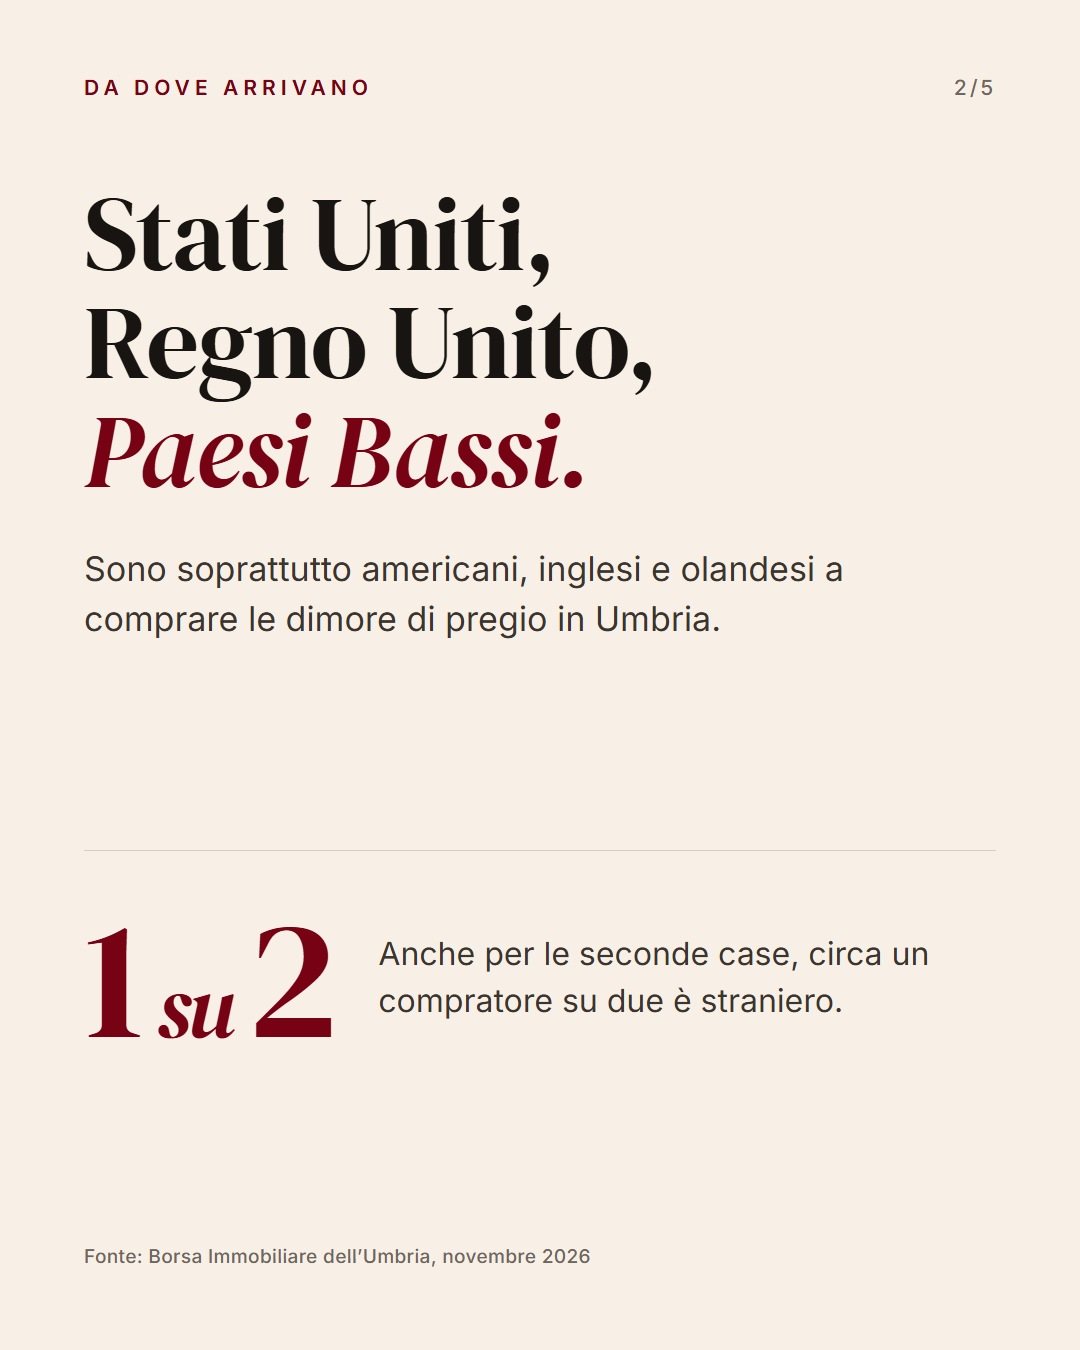 DA DOVE ARRIVANO
2/5
Stati Uniti,
Regno Unito,
Paesi Bassi.
Sono soprattutto americani, inglesi e olandesi a
comprare le dimore di pregio in Umbria.
1 su 2
Anche per le seconde case, circa un
compratore su due è straniero.
Fonte: Borsa Immobiliare dell’Umbria, novembre 2026